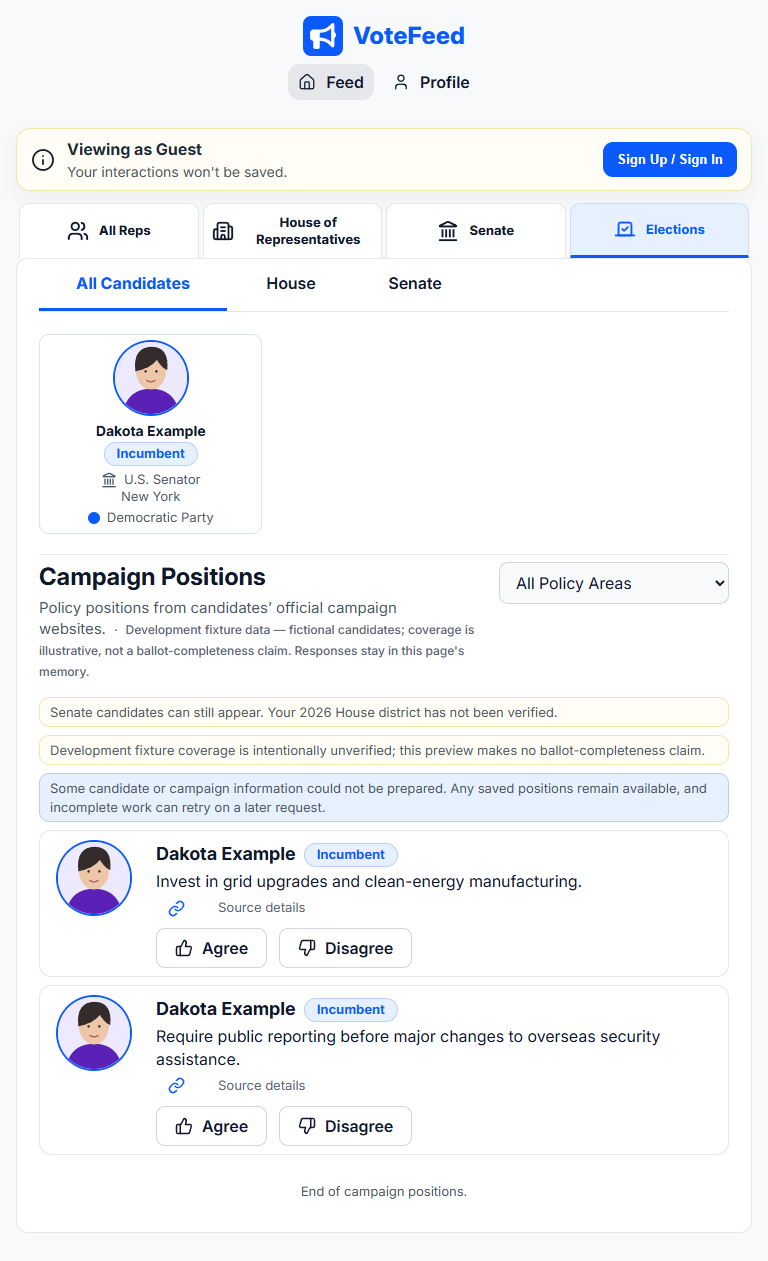 VoteFeed
Feed
Profile
Viewing as Guest
Your interactions won't be saved.
Sign Up / Sign In
All Reps
House of
Representatives
Senate
Elections
All Candidates
House
Senate
Dakota Example
Incumbent
U.S. Senator
New York
Democratic Party
Campaign Positions
All Policy Areas
Policy positions from candidates’ official campaign
websites. · Development fixture data — fictional candidates; coverage is
illustrative, not a ballot-completeness claim. Responses stay in this page's
memory.
Senate candidates can still appear. Your 2026 House district has not been verified.
Development fixture coverage is intentionally unverified; this preview makes no ballot-completeness claim.
Some candidate or campaign information could not be prepared. Any saved positions remain available, and
incomplete work can retry on a later request.
Dakota Example
Incumbent
Invest in grid upgrades and clean-energy manufacturing.
Source details
Agree
Disagree
Dakota Example
Incumbent
Require public reporting before major changes to overseas security
assistance.
Source details
Agree
Disagree
End of campaign positions.